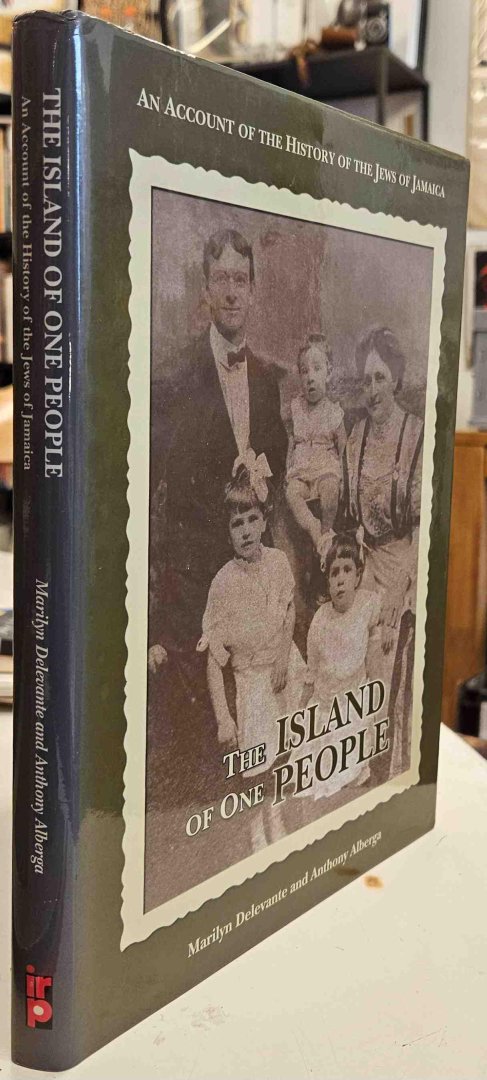 THE ISLAND OF ONE PEOPLE
An Account of the History of the Jews of Jamaica
Marilyn Delevante and Anthony Alberga
irp
AN ACCOUNT OF THE HISTORY OF THE JEWS OF JAMAICA
THE ISLAND
OF ONE PEOPLE
Marilyn Delevante and Anthony Alberga